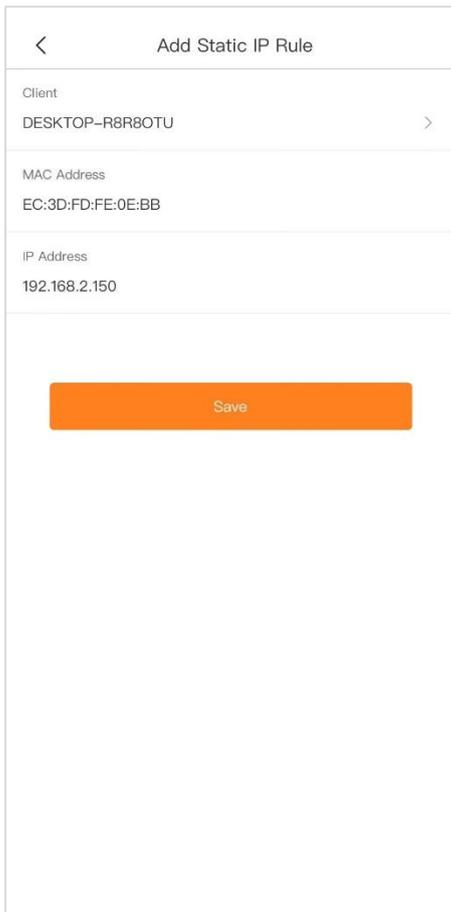 Add Static IP Rule
Client
DESKTOP-R8R8OTU
MAC Address
EC:3D:FD:FE:0E:BB
IP Address
192.168.2.150
Save